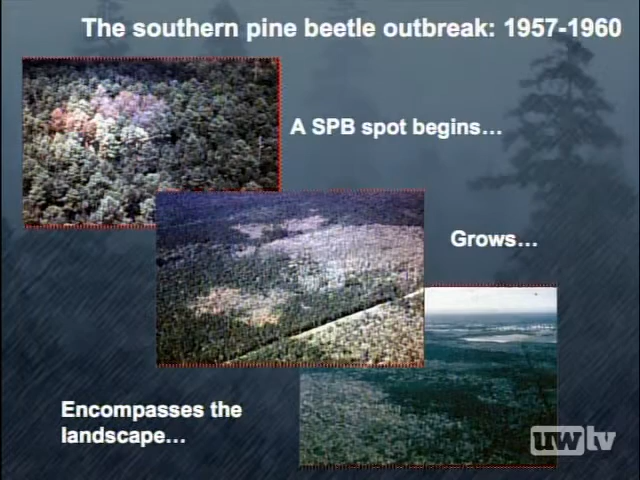 The southern pine beetle outbreak: 1957-1960
A SPB spot begins…
Grows…
Encompasses the
landscape…
uwtv